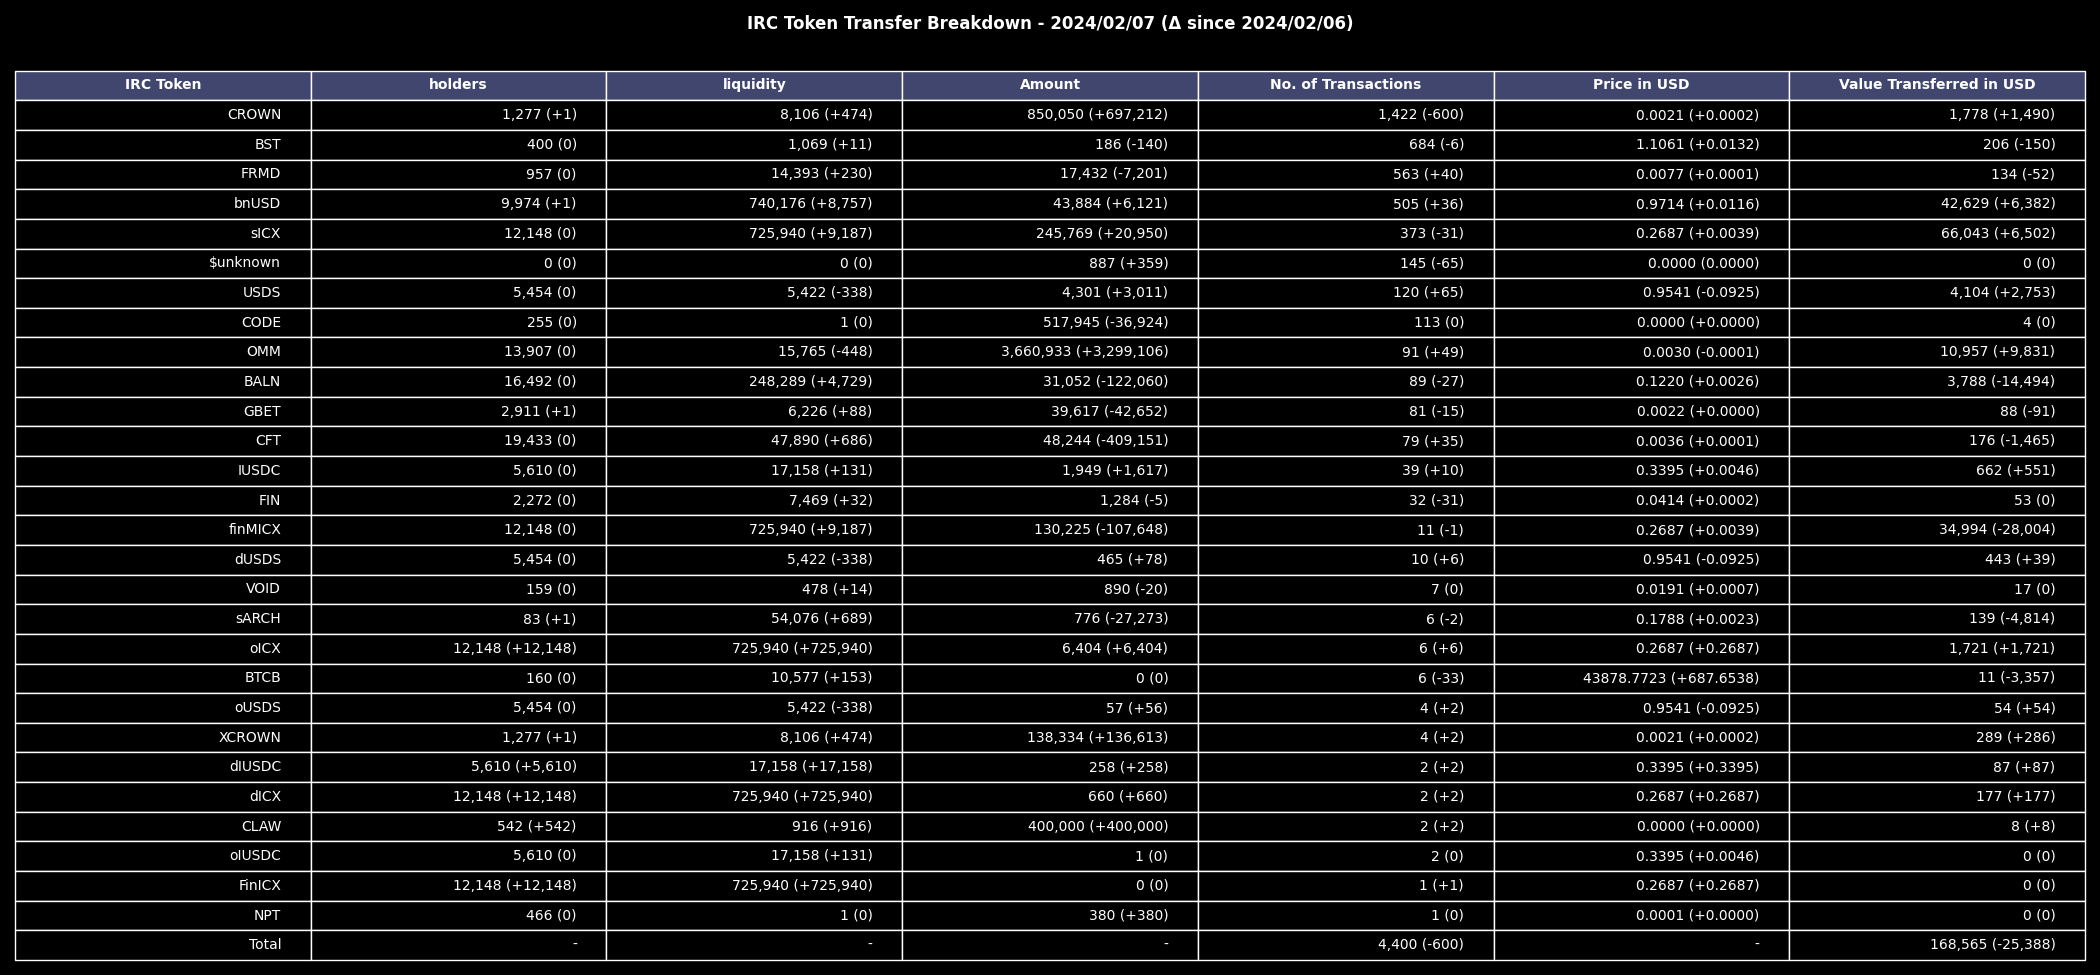 IRC Token Transfer Breakdown - 2024/02/07 (Δ since 2024/02/06)
IRC Token holders liquidity Amount No. of Transactions Price in USD Value Transferred in USD
CROWN 1,277 (+1) 8,106 (+474) 850,050 (+697,212) 1,422 (-600) 0.0021 (+0.0002) 1,778 (+1,490)
BST 400 (0) 1,069 (+11) 186 (-140) 684 (-6) 1.1061 (+0.0132) 206 (-150)
FRMD 957 (0) 14,393 (+230) 17,432 (-7,201) 563 (+40) 0.0077 (+0.0001) 134 (-52)
bnUSD 9,974 (+1) 740,176 (+8,757) 43,884 (+6,121) 505 (+36) 0.9714 (+0.0116) 42,629 (+6,382)
sICX 12,148 (0) 725,940 (+9,187) 245,769 (+20,950) 373 (-31) 0.2687 (+0.0039) 66,043 (+6,502)
$unknown 0 (0) 0 (0) 887 (+359) 145 (-65) 0.0000 (0.0000) 0 (0)
USDS 5,454 (0) 5,422 (-338) 4,301 (+3,011) 120 (+65) 0.9541 (-0.0925) 4,104 (+2,753)
CODE 255 (0) 1 (0) 517,945 (-36,924) 113 (0) 0.0000 (+0.0000) 4 (0)
OMM 13,907 (0) 15,765 (-448) 3,660,933 (+3,299,106) 91 (+49) 0.0030 (-0.0001) 10,957 (+9,831)
BALN 16,492 (0) 248,289 (+4,729) 31,052 (-122,060) 89 (-27) 0.1220 (+0.0026) 3,788 (-14,494)
GBET 2,911 (+1) 6,226 (+88) 39,617 (-42,652) 81 (-15) 0.0022 (+0.0000) 88 (-91)
CFT 19,433 (0) 47,890 (+686) 48,244 (-409,151) 79 (+35) 0.0036 (+0.0001) 176 (-1,465)
IUSDC 5,610 (0) 17,158 (+131) 1,949 (+1,617) 39 (+10) 0.3395 (+0.0046) 662 (+551)
FIN 2,272 (0) 7,469 (+32) 1,284 (-5) 32 (-31) 0.0414 (+0.0002) 53 (0)
finMICX 12,148 (0) 725,940 (+9,187) 130,225 (-107,648) 11 (-1) 0.2687 (+0.0039) 34,994 (-28,004)
dUSDS 5,454 (0) 5,422 (-338) 465 (+78) 10 (+6) 0.9541 (-0.0925) 443 (+39)
VOID 159 (0) 478 (+14) 890 (-20) 7 (0) 0.0191 (+0.0007) 17 (0)
sARCH 83 (+1) 54,076 (+689) 776 (-27,273) 6 (-2) 0.1788 (+0.0023) 139 (-4,814)
oICX 12,148 (+12,148) 725,940 (+725,940) 6,404 (+6,404) 6 (+6) 0.2687 (+0.2687) 1,721 (+1,721)
BTCB 160 (0) 10,577 (+153) 0 (0) 6 (-33) 43878.7723 (+687.6538) 11 (-3,357)
oUSDS 5,454 (0) 5,422 (-338) 57 (+56) 4 (+2) 0.9541 (-0.0925) 54 (+54)
XCROWN 1,277 (+1) 8,106 (+474) 138,334 (+136,613) 4 (+2) 0.0021 (+0.0002) 289 (+286)
dIUSDC 5,610 (+5,610) 17,158 (+17,158) 258 (+258) 2 (+2) 0.3395 (+0.3395) 87 (+87)
dICX 12,148 (+12,148) 725,940 (+725,940) 660 (+660) 2 (+2) 0.2687 (+0.2687) 177 (+177)
CLAW 542 (+542) 916 (+916) 400,000 (+400,000) 2 (+2) 0.0000 (+0.0000) 8 (+8)
oIUSDC 5,610 (0) 17,158 (+131) 1 (0) 2 (0) 0.3395 (+0.0046) 0 (0)
FinICX 12,148 (+12,148) 725,940 (+725,940) 0 (0) 1 (+1) 0.2687 (+0.2687) 0 (0)
NPT 466 (0) 1 (0) 380 (+380) 1 (0) 0.0001 (+0.0000) 0 (0)
Total - - - 4,400 (-600) - 168,565 (-25,388)